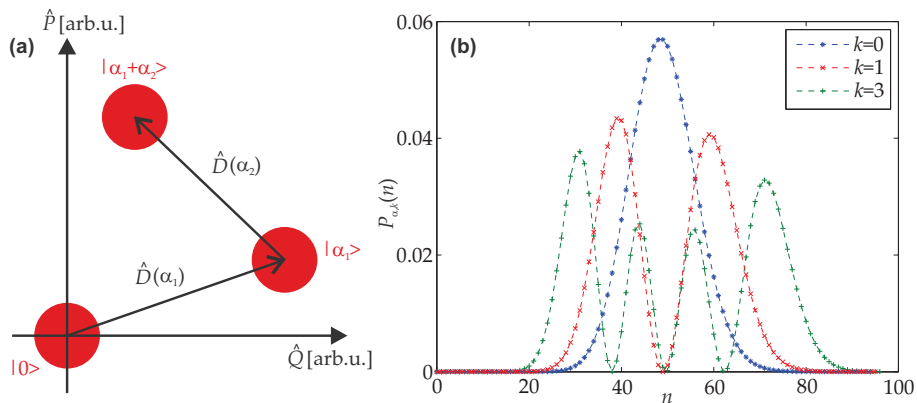 (a)
P̂ [arb.u.]
|α₁+α₂>
D̂(α₂)
|α₁>
D̂(α₁)
|0>
Q̂ [arb.u.]
(b)
0.06
0.04
0.02
0
P_{α,k}(n)
k=0
k=1
k=3
0 20 40 60 80 100
n